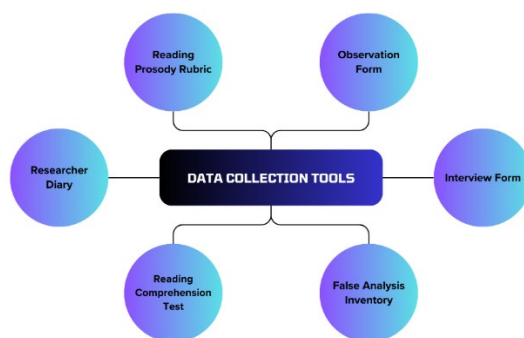 Reading
Prosody Rubric
Observation
Form
Researcher
Diary
DATA COLLECTION TOOLS
Interview Form
Reading
Comprehension
Test
False Analysis
Inventory